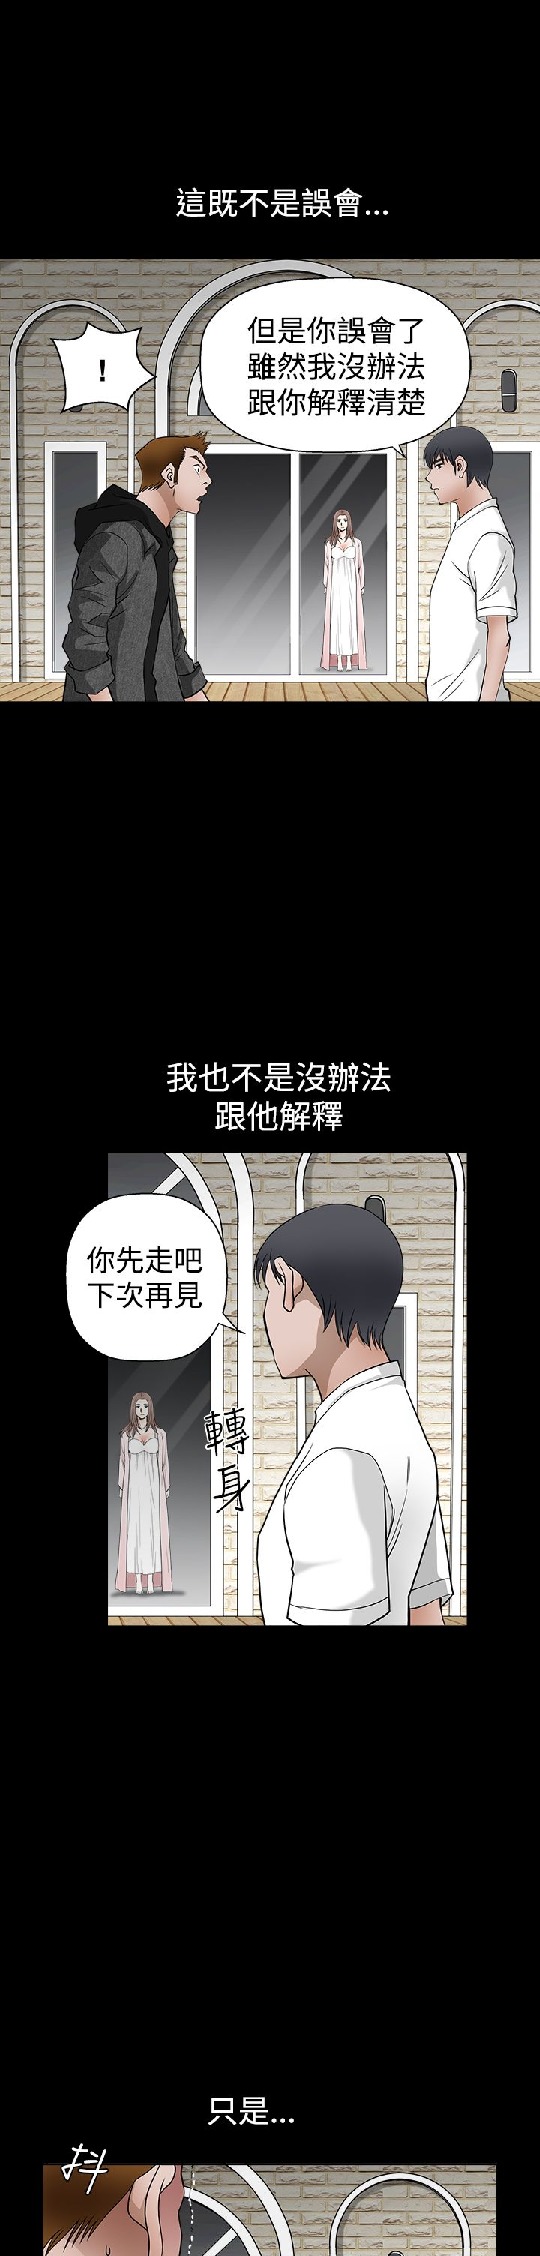 這既不是誤會...
但是你誤會了
雖然我沒辦法
跟你解釋清楚
！
我也不是沒辦法
跟他解釋
你先走吧
下次再見
轉身
只是...
抖